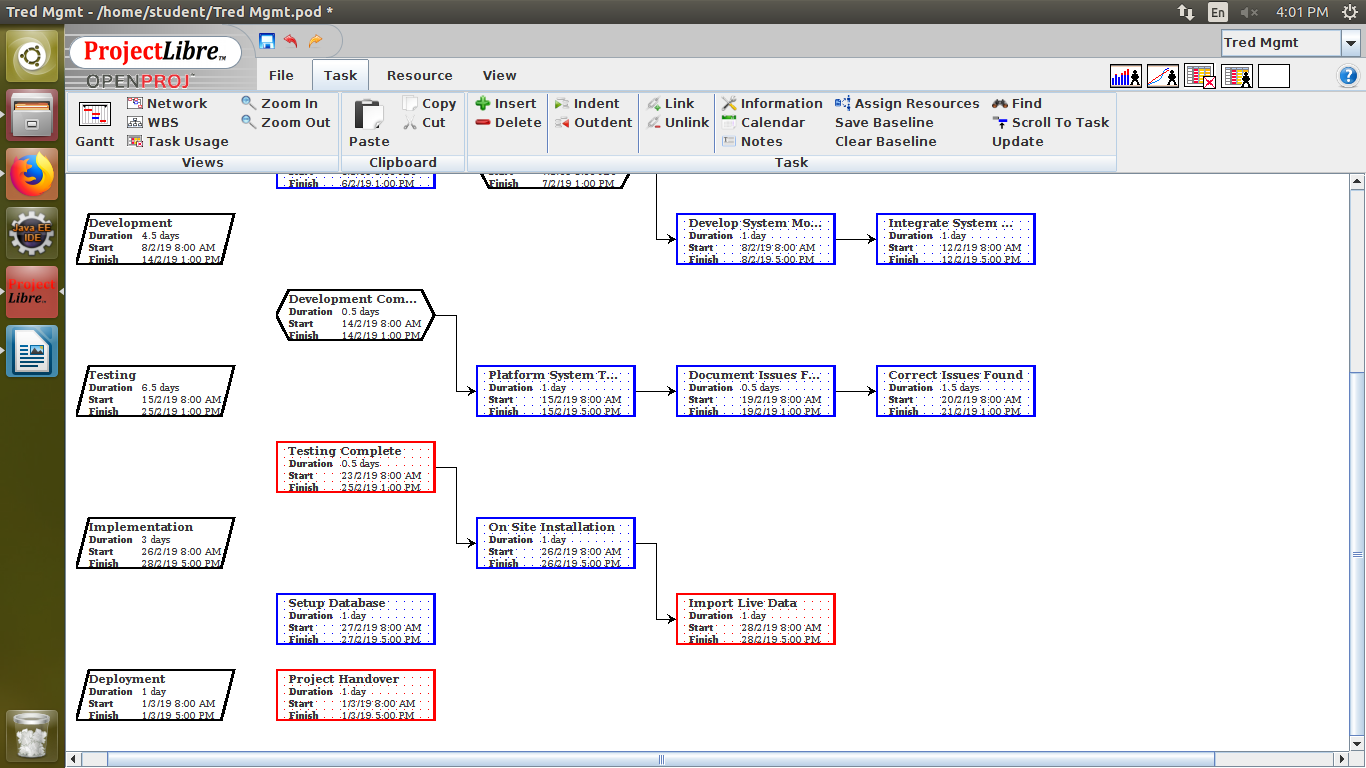 Tred Mgmt - /home/student/Tred Mgmt.pod *
En
4:01 PM
ProjectLibre™
OPENPROJ
Tred Mgmt
File
Task
Resource
View
Gantt
Network
WBS
Task Usage
Zoom In
Zoom Out
Views
Paste
Copy
Cut
Clipboard
Insert
Delete
Indent
Outdent
Link
Unlink
Information
Calendar
Notes
Assign Resources
Save Baseline
Clear Baseline
Find
Scroll To Task
Update
Task
Java EE
IDE
Project
Libre
Finish 6/2/19 1:00 PM
Finish 7/2/19 1:00 PM
Development
Duration 4.5 days
Start 8/2/19 8:00 AM
Finish 14/2/19 1:00 PM
Develop System Mo...
Duration 1 day
Start 8/2/19 8:00 AM
Finish 8/2/19 5:00 PM
Integrate System ...
Duration 1 day
Start 12/2/19 8:00 AM
Finish 12/2/19 5:00 PM
Development Com...
Duration 0.5 days
Start 14/2/19 8:00 AM
Finish 14/2/19 1:00 PM
Testing
Duration 6.5 days
Start 15/2/19 8:00 AM
Finish 25/2/19 1:00 PM
Platform System T...
Duration 1 day
Start 15/2/19 8:00 AM
Finish 15/2/19 5:00 PM
Document Issues F...
Duration 0.5 days
Start 19/2/19 8:00 AM
Finish 19/2/19 1:00 PM
Correct Issues Found
Duration 1.5 days
Start 20/2/19 8:00 AM
Finish 21/2/19 1:00 PM
Testing Complete
Duration 0.5 days
Start 23/2/19 8:00 AM
Finish 25/2/19 1:00 PM
Implementation
Duration 3 days
Start 26/2/19 8:00 AM
Finish 28/2/19 5:00 PM
On Site Installation
Duration 1 day
Start 26/2/19 8:00 AM
Finish 26/2/19 5:00 PM
Setup Database
Duration 1 day
Start 27/2/19 8:00 AM
Finish 27/2/19 5:00 PM
Import Live Data
Duration 1 day
Start 28/2/19 8:00 AM
Finish 28/2/19 5:00 PM
Deployment
Duration 1 day
Start 1/3/19 8:00 AM
Finish 1/3/19 5:00 PM
Project Handover
Duration 1 day
Start 1/3/19 8:00 AM
Finish 1/3/19 5:00 PM